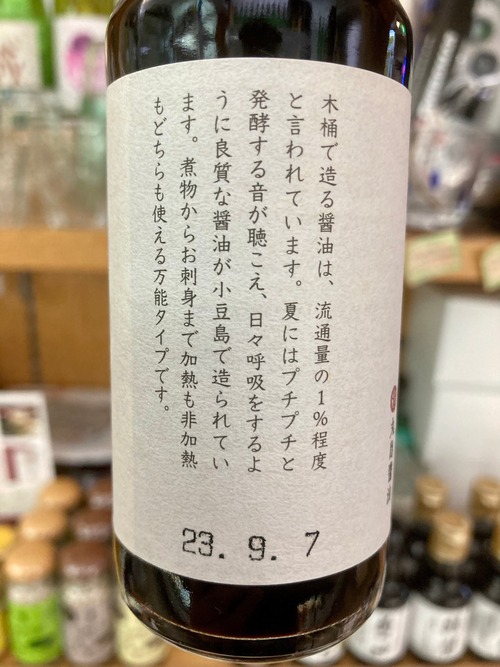 木桶で造る醤油は、流通量の1%程度
と言われています。夏にはプチプチと
発酵する音が聴こえ、日々呼吸をするよ
うに良質な醤油が小豆島で造られてい
ます。煮物からお刺身まで加熱も非加熱
もどちらも使える万能タイプです。
23.9.7